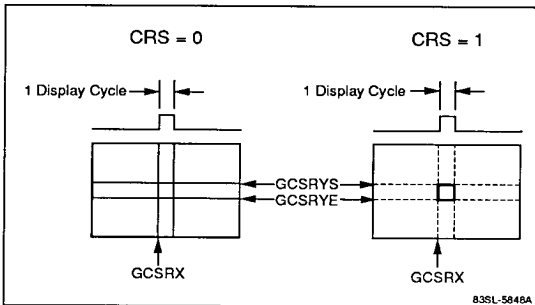 CRS = 0
CRS = 1
1 Display Cycle
1 Display Cycle
GCSRYS
GCSRYE
GCSRX
GCSRX
83SL-5848A